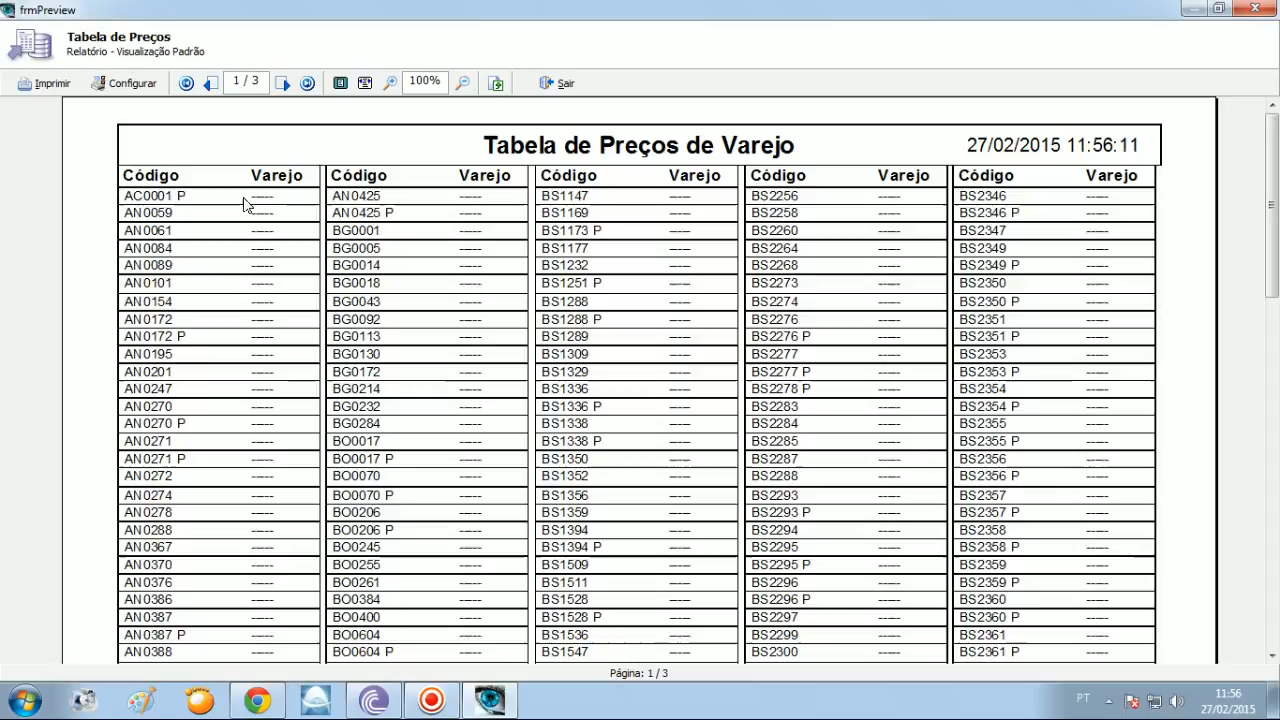 frmPreview
Tabela de Preços
Relatório - Visualização Padrão
Imprimir Configurar 1 / 3 100% Sair
Tabela de Preços de Varejo 27/02/2015 11:56:11
Código Varejo Código Varejo Código Varejo Código Varejo Código Varejo
AC0001 P ----- AN0425 ----- BS1147 ----- BS2256 ----- BS2346 -----
AN0059 ----- AN0425 P ----- BS1169 ----- BS2258 ----- BS2346 P -----
AN0061 ----- BG0001 ----- BS1173 P ----- BS2260 ----- BS2347 -----
AN0084 ----- BG0005 ----- BS1177 ----- BS2264 ----- BS2349 -----
AN0089 ----- BG0014 ----- BS1232 ----- BS2268 ----- BS2349 P -----
AN0101 ----- BG0018 ----- BS1251 P ----- BS2273 ----- BS2350 -----
AN0154 ----- BG0043 ----- BS1288 ----- BS2274 ----- BS2350 P -----
AN0172 ----- BG0092 ----- BS1288 P ----- BS2276 ----- BS2351 -----
AN0172 P ----- BG0113 ----- BS1289 ----- BS2276 P ----- BS2351 P -----
AN0195 ----- BG0130 ----- BS1309 ----- BS2277 ----- BS2353 -----
AN0201 ----- BG0172 ----- BS1329 ----- BS2277 P ----- BS2353 P -----
AN0247 ----- BG0214 ----- BS1336 ----- BS2278 P ----- BS2354 -----
AN0270 ----- BG0232 ----- BS1336 P ----- BS2283 ----- BS2354 P -----
AN0270 P ----- BG0284 ----- BS1338 ----- BS2284 ----- BS2355 -----
AN0271 ----- BO0017 ----- BS1338 P ----- BS2285 ----- BS2355 P -----
AN0271 P ----- BO0017 P ----- BS1350 ----- BS2287 ----- BS2356 -----
AN0272 ----- BO0070 ----- BS1352 ----- BS2288 ----- BS2356 P -----
AN0274 ----- BO0070 P ----- BS1356 ----- BS2293 ----- BS2357 -----
AN0278 ----- BO0206 ----- BS1359 ----- BS2293 P ----- BS2357 P -----
AN0288 ----- BO0206 P ----- BS1394 ----- BS2294 ----- BS2358 -----
AN0367 ----- BO0245 ----- BS1394 P ----- BS2295 ----- BS2358 P -----
AN0370 ----- BO0255 ----- BS1509 ----- BS2295 P ----- BS2359 -----
AN0376 ----- BO0261 ----- BS1511 ----- BS2296 ----- BS2359 P -----
AN0386 ----- BO0384 ----- BS1528 ----- BS2296 P ----- BS2360 -----
AN0387 ----- BO0400 ----- BS1528 P ----- BS2297 ----- BS2360 P -----
AN0387 P ----- BO0604 ----- BS1536 ----- BS2299 ----- BS2361 -----
AN0388 ----- BO0604 P ----- BS1547 ----- BS2300 ----- BS2361 P -----
Página: 1 / 3
PT 11:56
27/02/2015